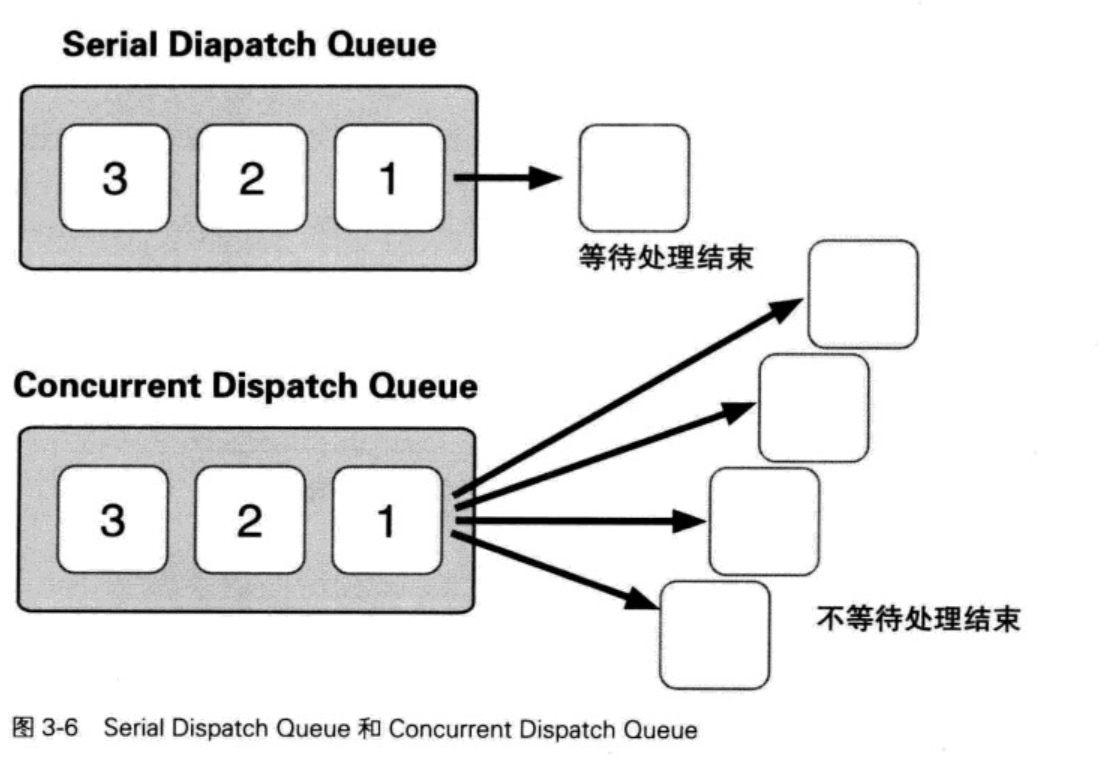 Serial Diapatch Queue
3 2 1
等待处理结束
Concurrent Dispatch Queue
3 2 1
不等待处理结束
图 3-6 Serial Dispatch Queue 和 Concurrent Dispatch Queue